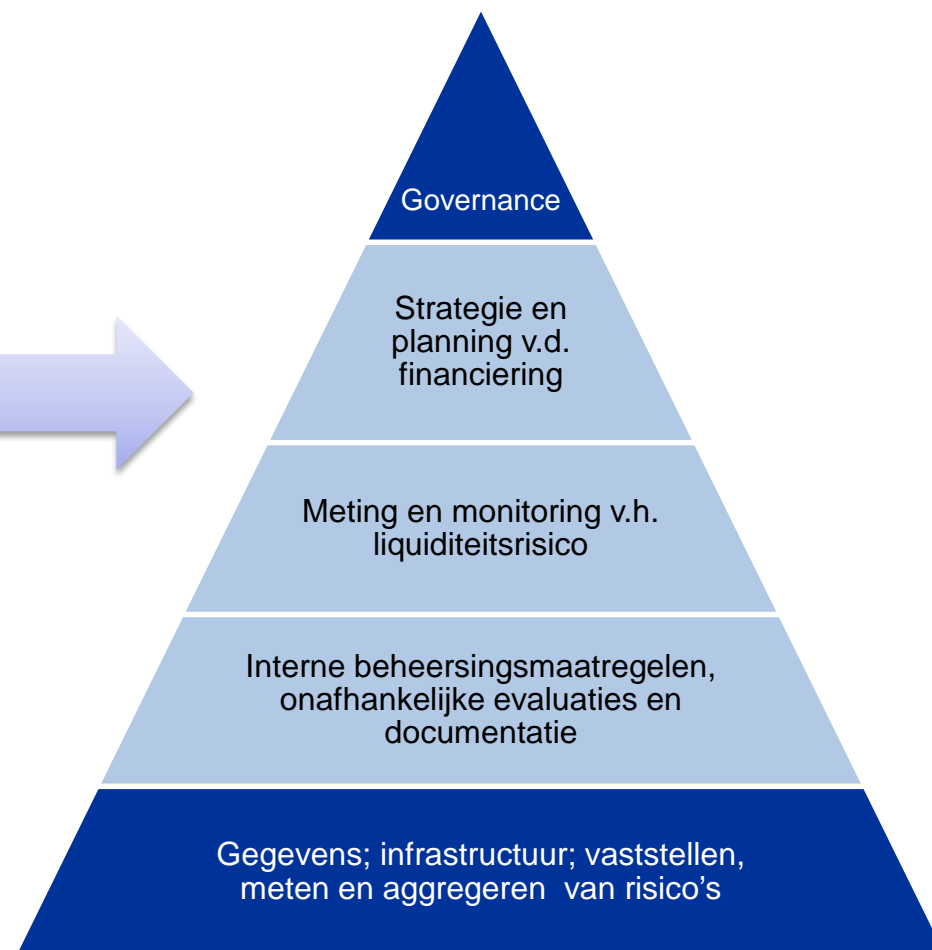 Governance
Strategie en
planning v.d.
financiering
Meting en monitoring v.h.
liquiditeitsrisico
Interne beheersingsmaatregelen,
onafhankelijke evaluaties en
documentatie
Gegevens; infrastructuur; vaststellen,
meten en aggregeren  van risico’s